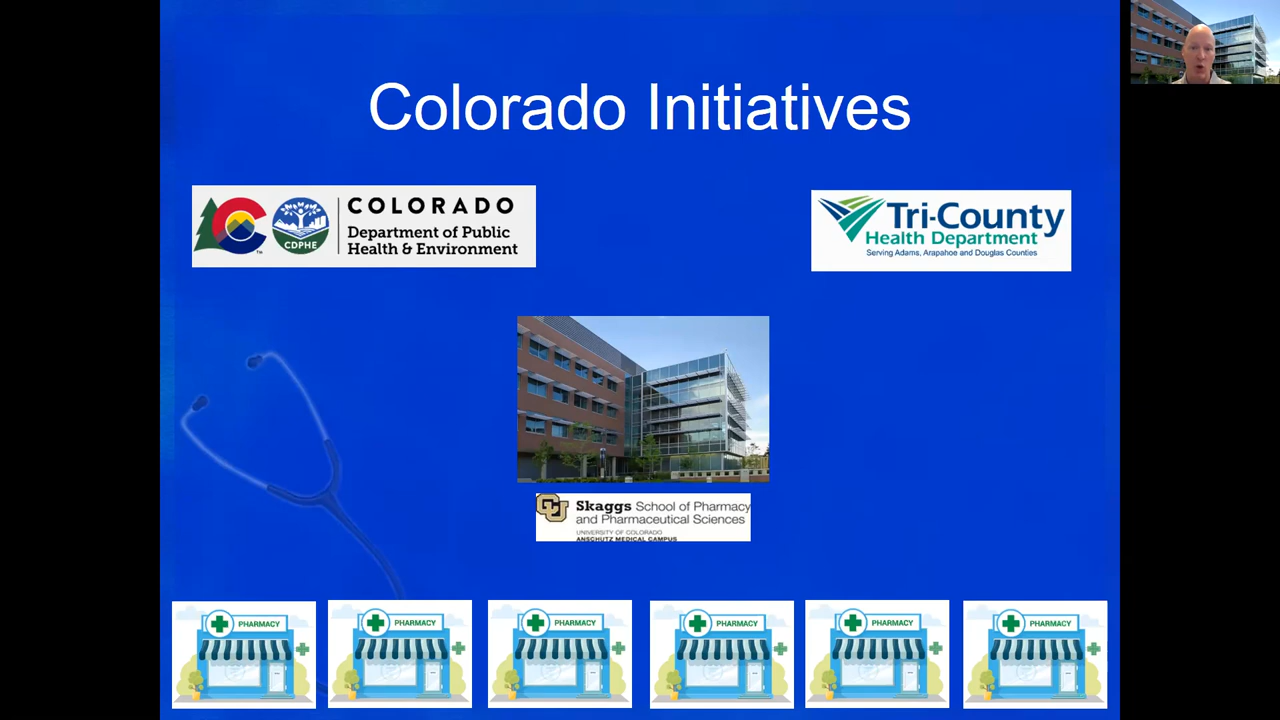 Colorado Initiatives
COLORADO
Department of Public
Health & Environment
CDPHE
TM
Tri-County
Health Department
Serving Adams, Arapahoe and Douglas Counties
CU
Skaggs School of Pharmacy
and Pharmaceutical Sciences
UNIVERSITY OF COLORADO
ANSCHUTZ MEDICAL CAMPUS
PHARMACY
PHARMACY
PHARMACY
PHARMACY
PHARMACY
PHARMACY